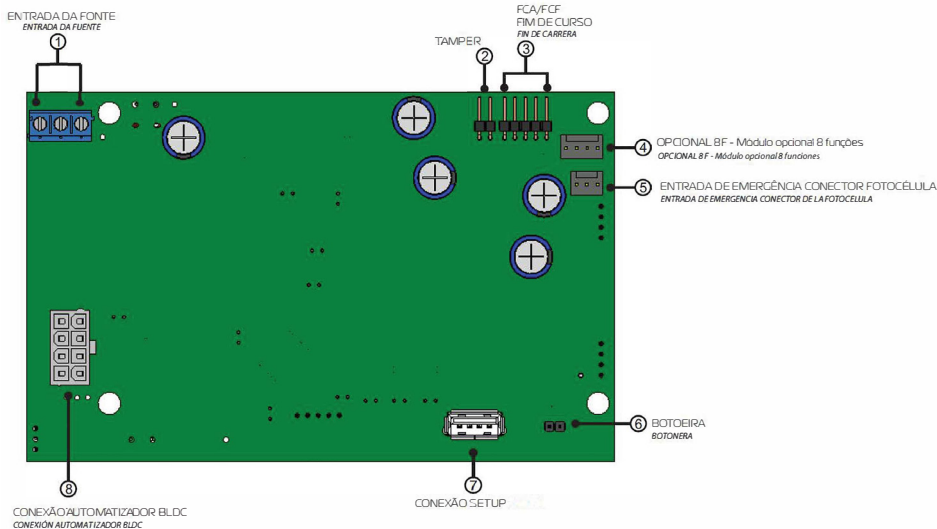 ENTRADA DA FONTE
ENTRADA DA FUENTE
1
FCA/FCF
FIM DE CURSO
FIN DE CARRERA
TAMPER
2
3
4 OPCIONAL 8F - Módulo opcional 8 funções
OPCIONAL 8F - Módulo opcional 8 funciones
5 ENTRADA DE EMERGÊNCIA CONECTOR FOTOCÉLULA
ENTRADA DE EMERGENCIA CONECTOR DE LA FOTOCELULA
6 BOTOEIRA
BOTONERA
7
CONEXÃO SETUP
8
CONEXÃO AUTOMATIZADOR BLDC
CONEXIÓN AUTOMATIZADOR BLDC